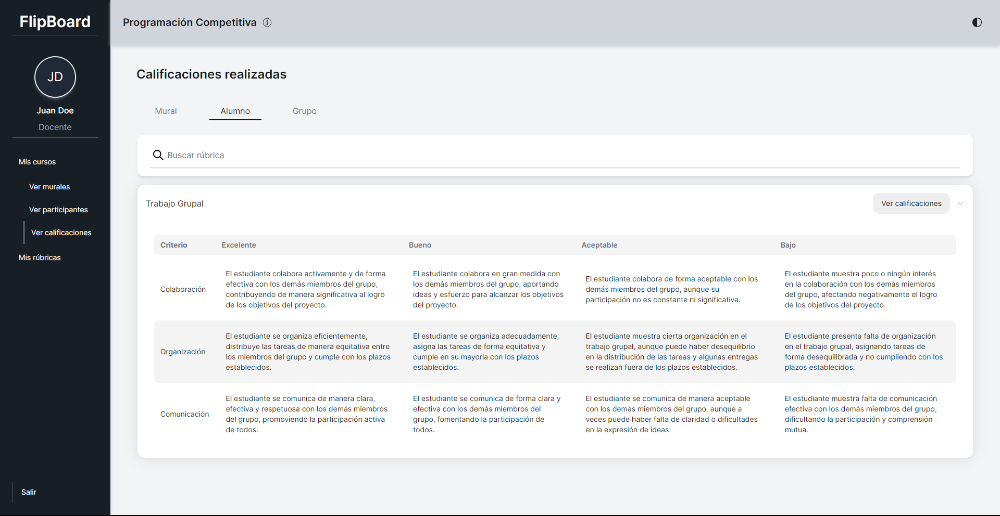 FlipBoard
JD
Juan Doe
Docente
Mis cursos
Ver murales
Ver participantes
Ver calificaciones
Mis rúbricas
Salir
Programación Competitiva
Calificaciones realizadas
Mural
Alumno
Grupo
Buscar rúbrica
Trabajo Grupal
Ver calificaciones
Criterio
Excelente
Bueno
Aceptable
Bajo
Colaboración
El estudiante colabora activamente y de forma
efectiva con los demás miembros del grupo,
contribuyendo de manera significativa al logro
de los objetivos del proyecto.
El estudiante colabora en gran medida con
los demás miembros del grupo, aportando
ideas y esfuerzo para alcanzar los objetivos
del proyecto.
El estudiante colabora de forma aceptable con los
demás miembros del grupo, aunque su
participación no es constante ni significativa.
El estudiante muestra poco o ningún interés
en la colaboración con los demás miembros
del grupo, afectando negativamente el logro
de los objetivos del proyecto.
Organización
El estudiante se organiza eficientemente,
distribuye las tareas de manera equitativa entre
los miembros del grupo y cumple con los plazos
establecidos.
El estudiante se organiza adecuadamente,
asigna las tareas de forma equitativa y
cumple en su mayoría con los plazos
establecidos.
El estudiante muestra cierta organización en el
trabajo grupal, aunque puede haber desequilibrio
en la distribución de las tareas y algunas entregas
se realizan fuera de los plazos establecidos.
El estudiante presenta falta de organización
en el trabajo grupal, asignando tareas de
forma desequilibrada y no cumpliendo con los
plazos establecidos.
Comunicación
El estudiante se comunica de manera clara,
efectiva y respetuosa con los demás miembros
del grupo, promoviendo la participación activa
de todos.
El estudiante se comunica de forma clara y
efectiva con los demás miembros del
grupo, fomentando la participación de
todos.
El estudiante se comunica de manera aceptable
con los demás miembros del grupo, aunque a
veces puede haber falta de claridad o dificultades
en la expresión de ideas.
El estudiante muestra falta de comunicación
efectiva con los demás miembros del grupo,
dificultando la participación y comprensión
mutua.